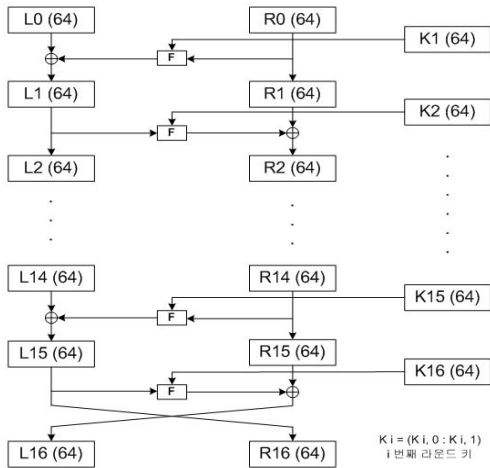 L0 (64) R0 (64)
K1 (64)
F
L1 (64) R1 (64)
K2 (64)
F
L2 (64) R2 (64)
L14 (64) R14 (64)
K15 (64)
F
L15 (64) R15 (64)
K16 (64)
F
L16 (64) R16 (64)
K i = (K i, 0 : K i, 1)
i 번째 라운드 키